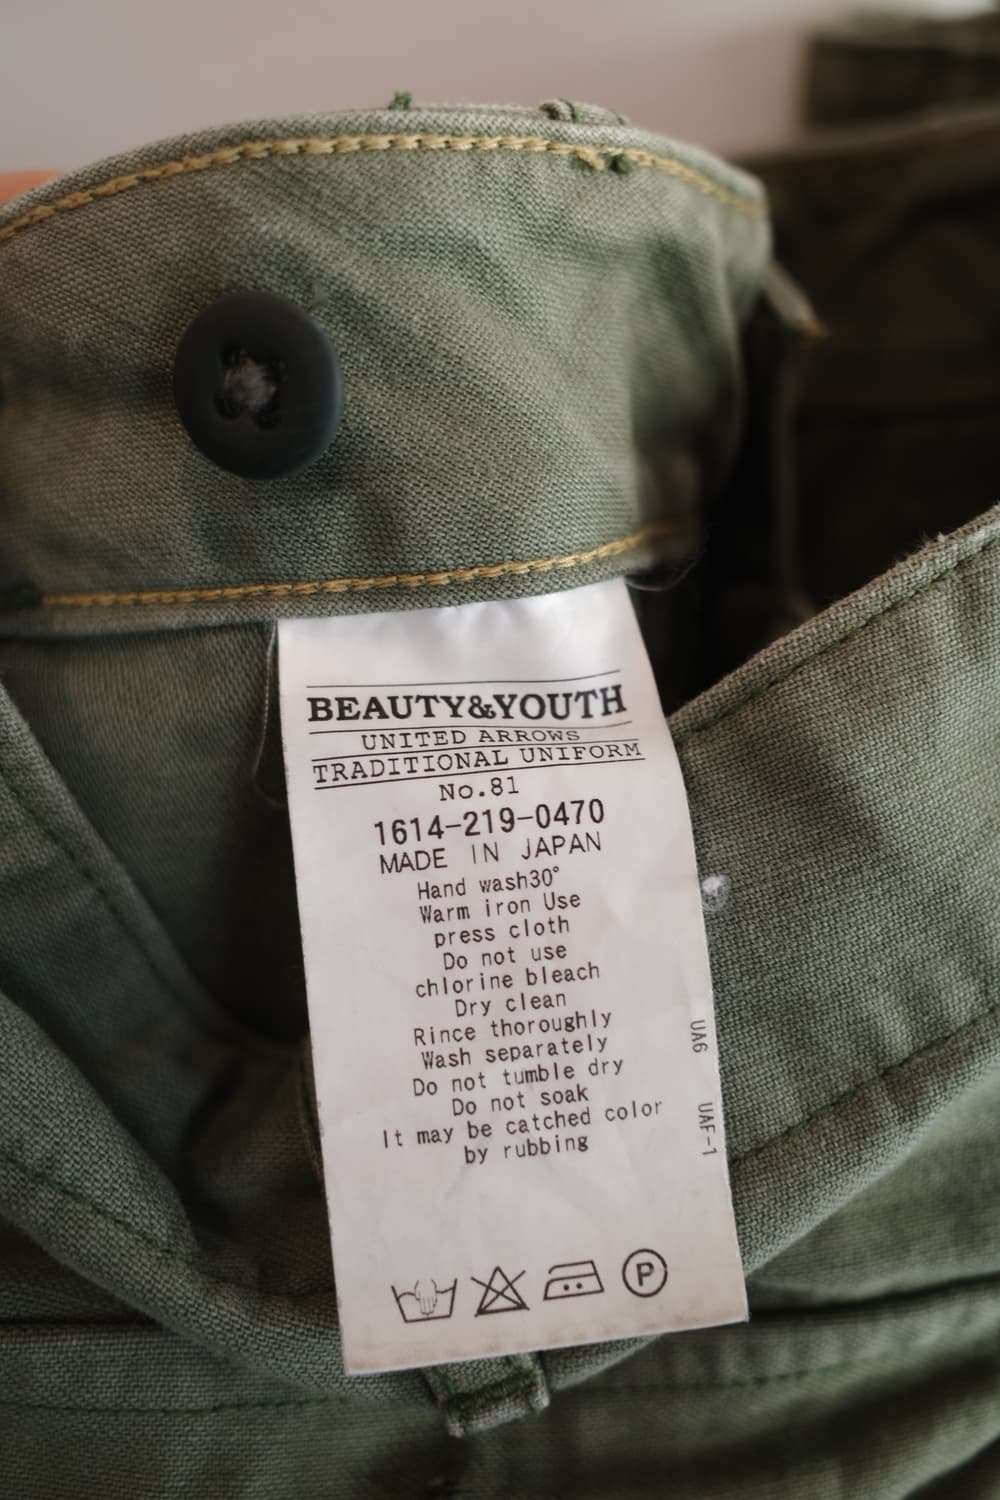 BEAUTY&YOUTH
UNITED ARROWS
TRADITIONAL UNIFORM
No.81
1614-219-0470
MADE IN JAPAN
Hand wash30°
Warm iron Use
press cloth
Do not use
chlorine bleach
Dry clean
Rince thoroughly
Wash separately
Do not tumble dry
Do not soak
It may be catched color
by rubbing
UA6
UAF-1
P